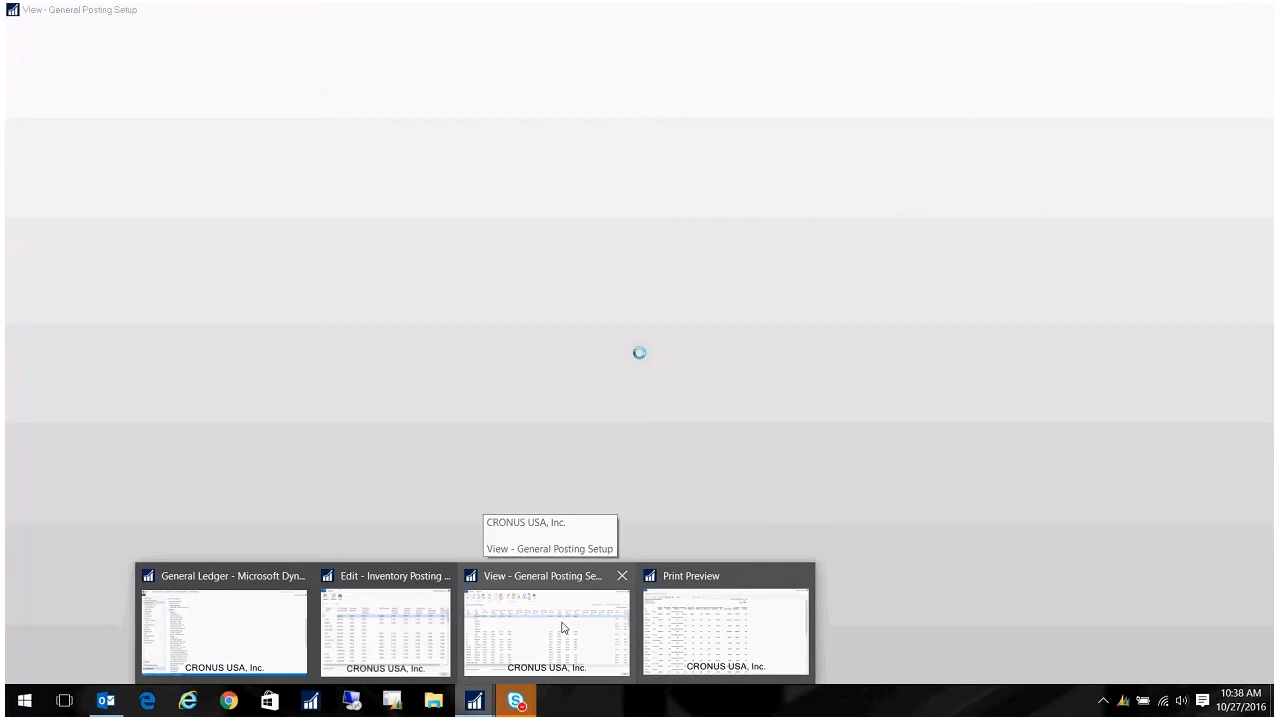 View - General Posting Setup
CRONUS USA, Inc.
View - General Posting Setup
General Ledger - Microsoft Dyn...
Edit - Inventory Posting ...
View - General Posting Se...
Print Preview
CRONUS USA, Inc.
CRONUS USA, Inc.
CRONUS USA, Inc.
CRONUS USA, Inc.
10:38 AM
10/27/2016